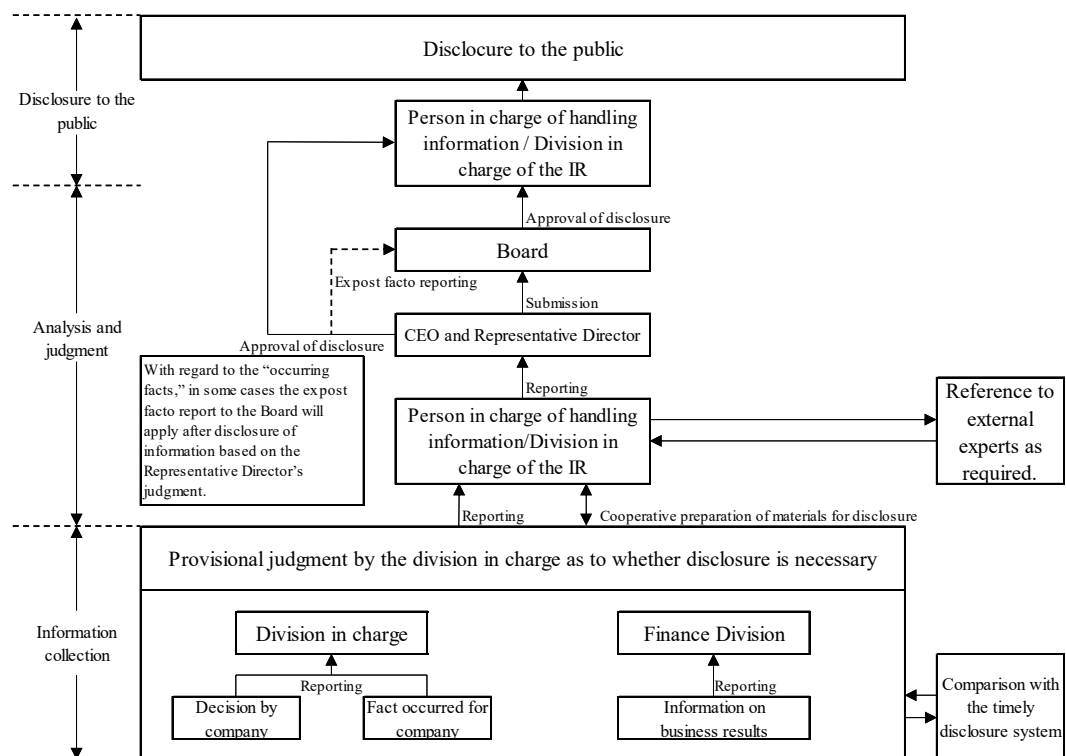 Disclocure to the public
Disclosure to the
public
Person in charge of handling
information / Division in
charge of the IR
Approval of disclosure
Board
Expost facto reporting
Submission
Analysis and
judgment
CEO and Representative Director
Approval of disclosure
With regard to the “occurring
facts,” in some cases the expost
facto report to the Board will
apply after disclosure of
information based on the
Representative Director’s
judgment.
Reporting
Person in charge of handling
information/Division in
charge of the IR
Reference to
external
experts as
required.
Reporting
Cooperative preparation of materials for disclosure
Provisional judgment by the division in charge as to whether disclosure is necessary
Information
collection
Division in charge
Finance Division
Reporting
Reporting
Decision by
company
Fact occurred for
company
Information on
business results
Comparison with
the timely
disclosure system